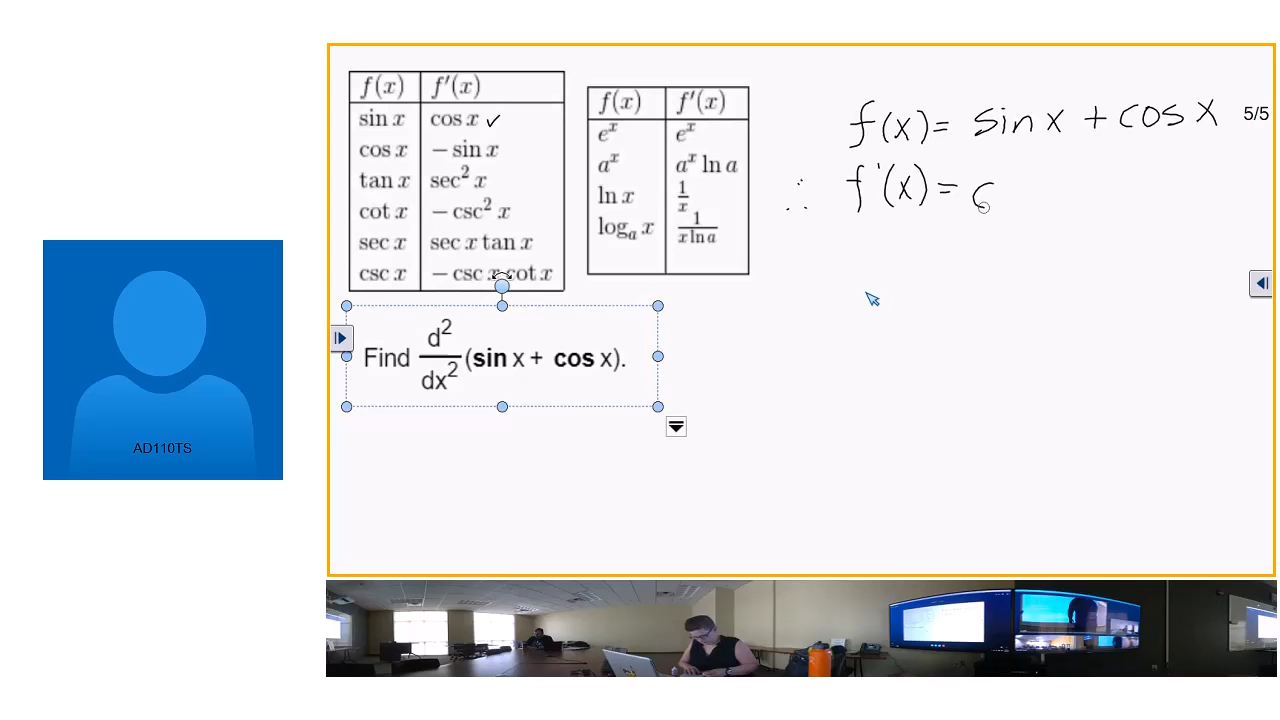 f(x) f'(x)
sin x cos x ✓
cos x − sin x
tan x sec² x
cot x − csc² x
sec x sec x tan x
csc x − csc x cot x
f(x) f'(x)
eˣ eˣ
aˣ aˣ ln a
ln x 1/x
logₐ x 1/(x ln a)
f(x) = sin x + cos x
5/5
∴ f'(x) = c
Find d²/dx² (sin x + cos x).
AD110TS